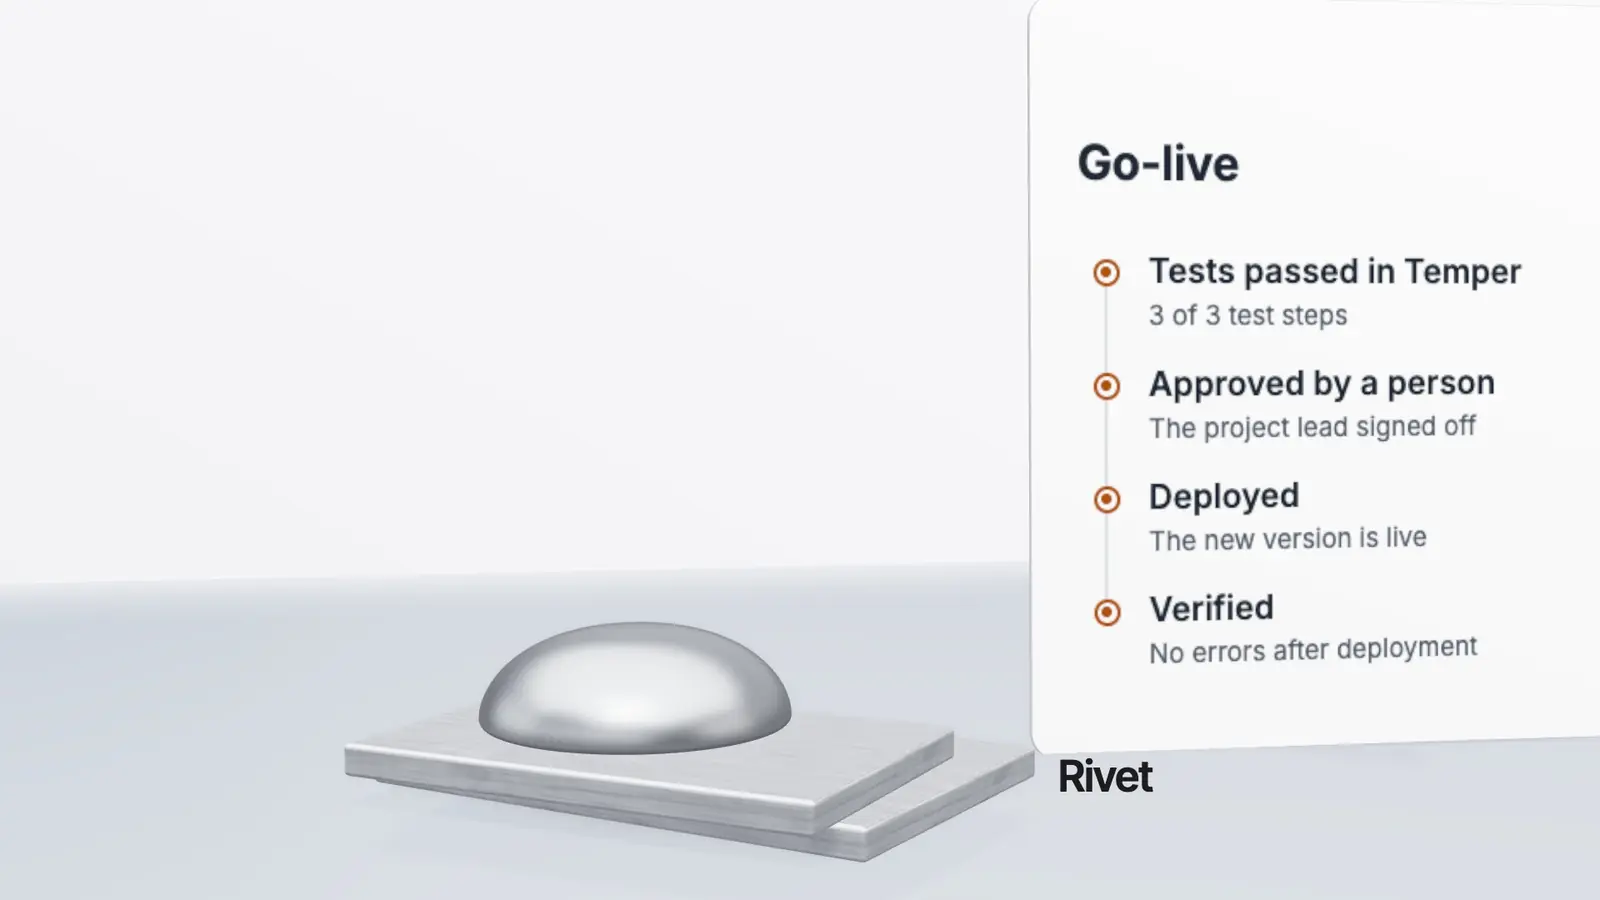 Go-live
Tests passed in Temper
3 of 3 test steps
Approved by a person
The project lead signed off
Deployed
The new version is live
Verified
No errors after deployment
Rivet